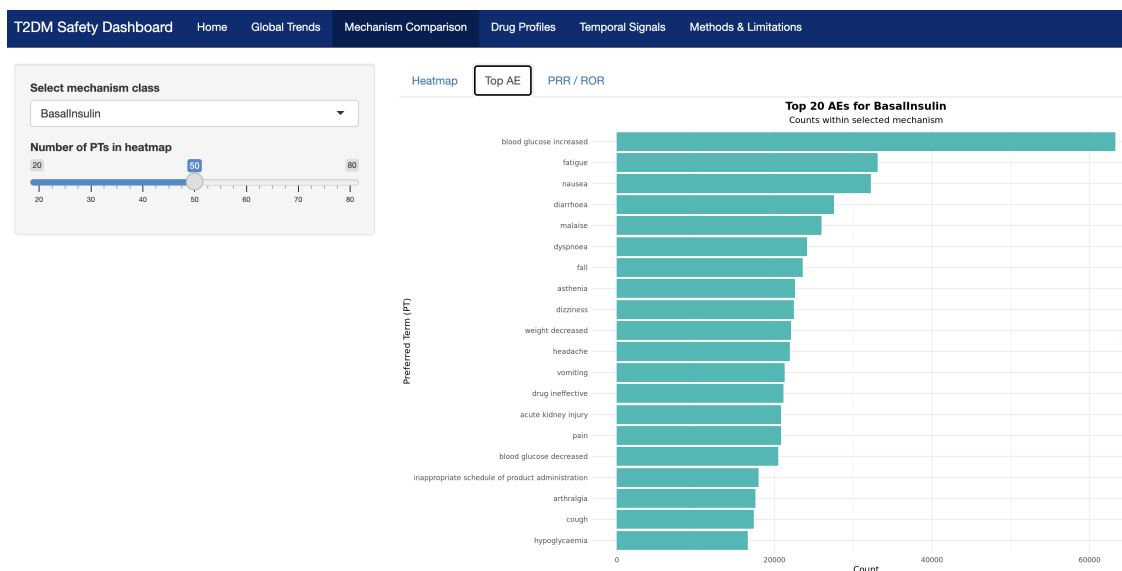 T2DM Safety Dashboard Home Global Trends Mechanism Comparison Drug Profiles Temporal Signals Methods & Limitations
Select mechanism class
BasalInsulin
Number of PTs in heatmap
20 50 80
20 30 40 50 60 70 80
Heatmap Top AE PRR / ROR
Top 20 AEs for BasalInsulin
Counts within selected mechanism
Preferred Term (PT)
blood glucose increased
fatigue
nausea
diarrhoea
malaise
dyspnoea
fall
asthenia
dizziness
weight decreased
headache
vomiting
drug ineffective
acute kidney injury
pain
blood glucose decreased
inappropriate schedule of product administration
arthralgia
cough
hypoglycaemia
0 20000 40000 60000
Count